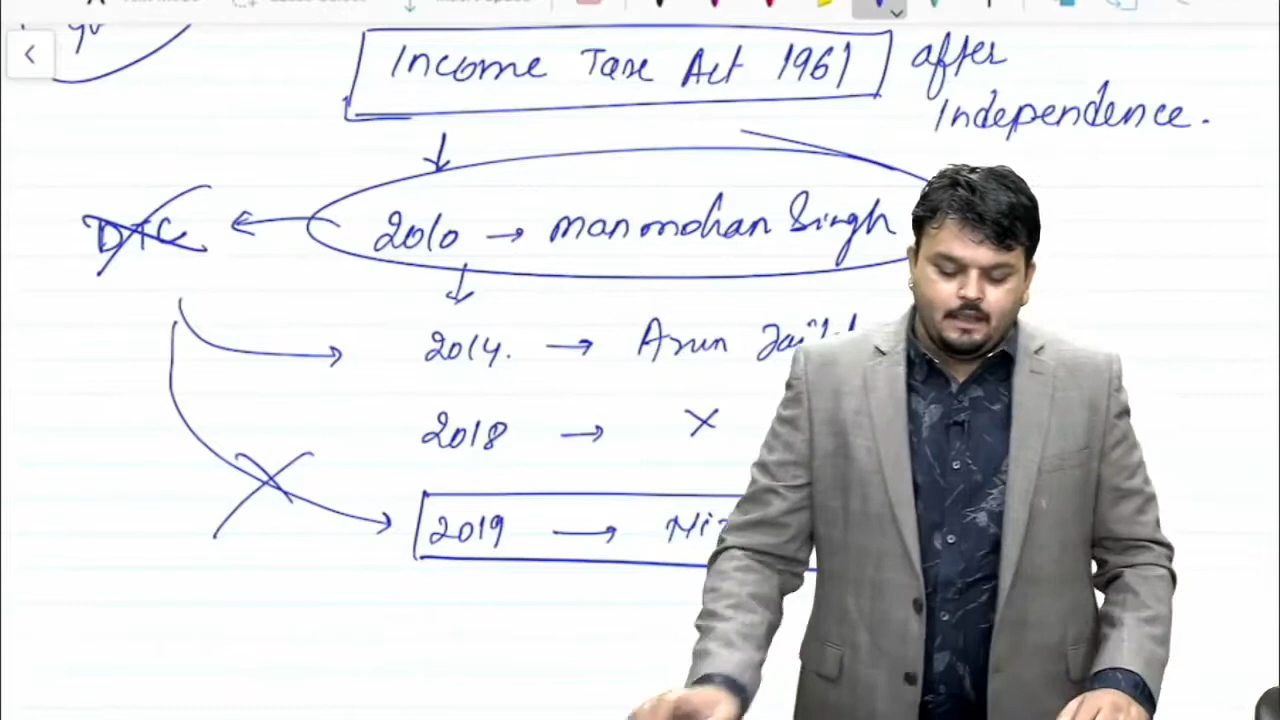 Income Tax Act 1961 after
Independence.
DTC
2010 → manmohan Singh
2014. → Arun
2018 → X
2019 →